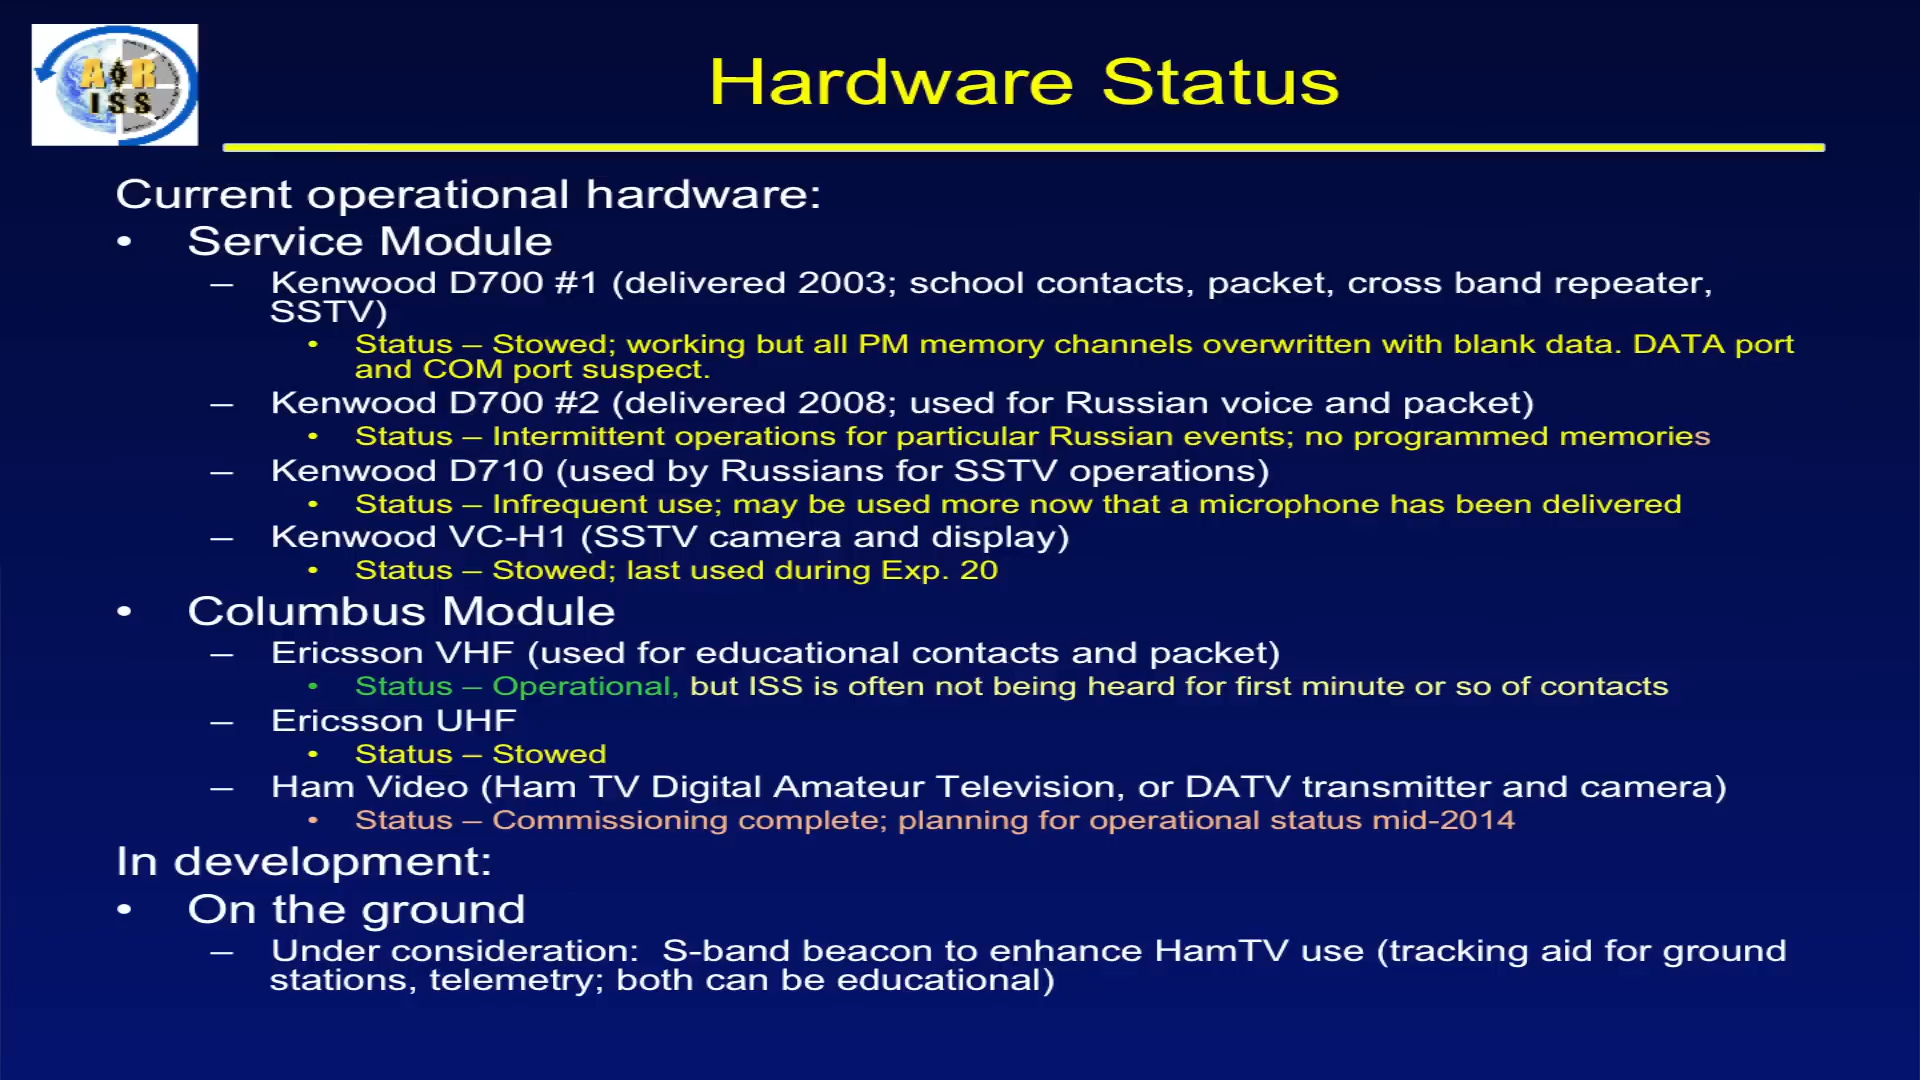 A R
ISS
Hardware Status
Current operational hardware:
• Service Module
– Kenwood D700 #1 (delivered 2003; school contacts, packet, cross band repeater,
SSTV)
• Status – Stowed; working but all PM memory channels overwritten with blank data. DATA port
and COM port suspect.
– Kenwood D700 #2 (delivered 2008; used for Russian voice and packet)
• Status – Intermittent operations for particular Russian events; no programmed memories
– Kenwood D710 (used by Russians for SSTV operations)
• Status – Infrequent use; may be used more now that a microphone has been delivered
– Kenwood VC-H1 (SSTV camera and display)
• Status – Stowed; last used during Exp. 20
• Columbus Module
– Ericsson VHF (used for educational contacts and packet)
• Status – Operational, but ISS is often not being heard for first minute or so of contacts
– Ericsson UHF
• Status – Stowed
– Ham Video (Ham TV Digital Amateur Television, or DATV transmitter and camera)
• Status – Commissioning complete; planning for operational status mid-2014
In development:
• On the ground
– Under consideration:  S-band beacon to enhance HamTV use (tracking aid for ground
stations, telemetry; both can be educational)